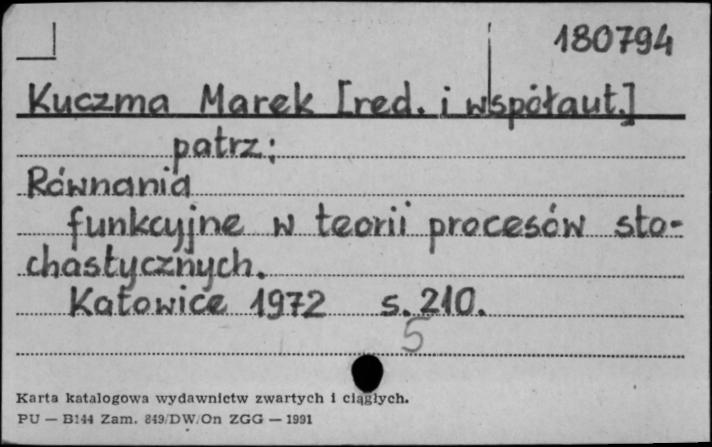 180794
Kuczma Marek [red. i współaut.]
patrz:
Równania
funkcyjne w teorii procesów sto-
chastycznych.
Katowice 1972 s. 210.
5
Karta katalogowa wydawnictw zwartych i ciągłych.
PU — B144 Zam. 849/DW/On ZGG — 1991